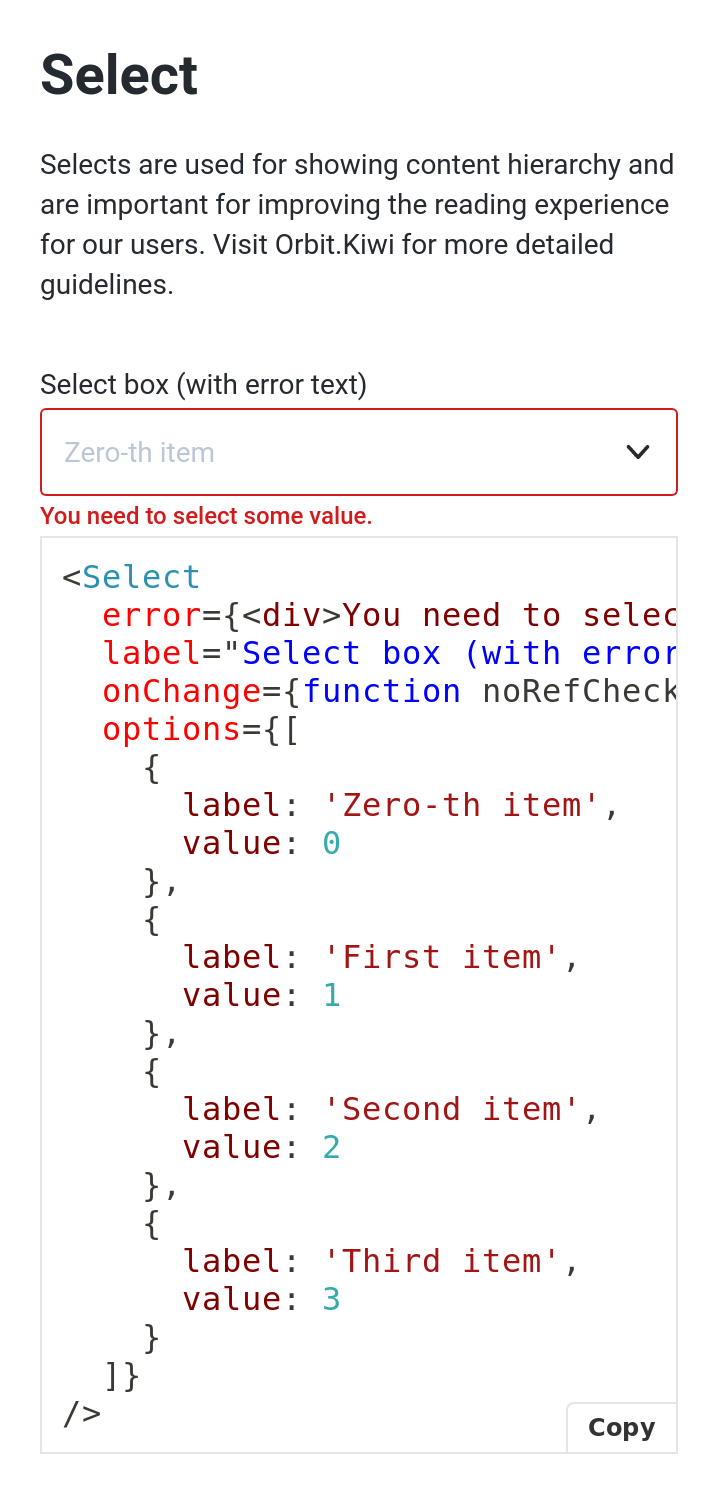 Select
Selects are used for showing content hierarchy and
are important for improving the reading experience
for our users. Visit Orbit.Kiwi for more detailed
guidelines.
Select box (with error text)
Zero-th item
You need to select some value.
<Select
  error={<div>You need to selec
  label="Select box (with error
  onChange={function noRefCheck
  options={[
    {
      label: 'Zero-th item',
      value: 0
    },
    {
      label: 'First item',
      value: 1
    },
    {
      label: 'Second item',
      value: 2
    },
    {
      label: 'Third item',
      value: 3
    }
  ]}
/>
Copy